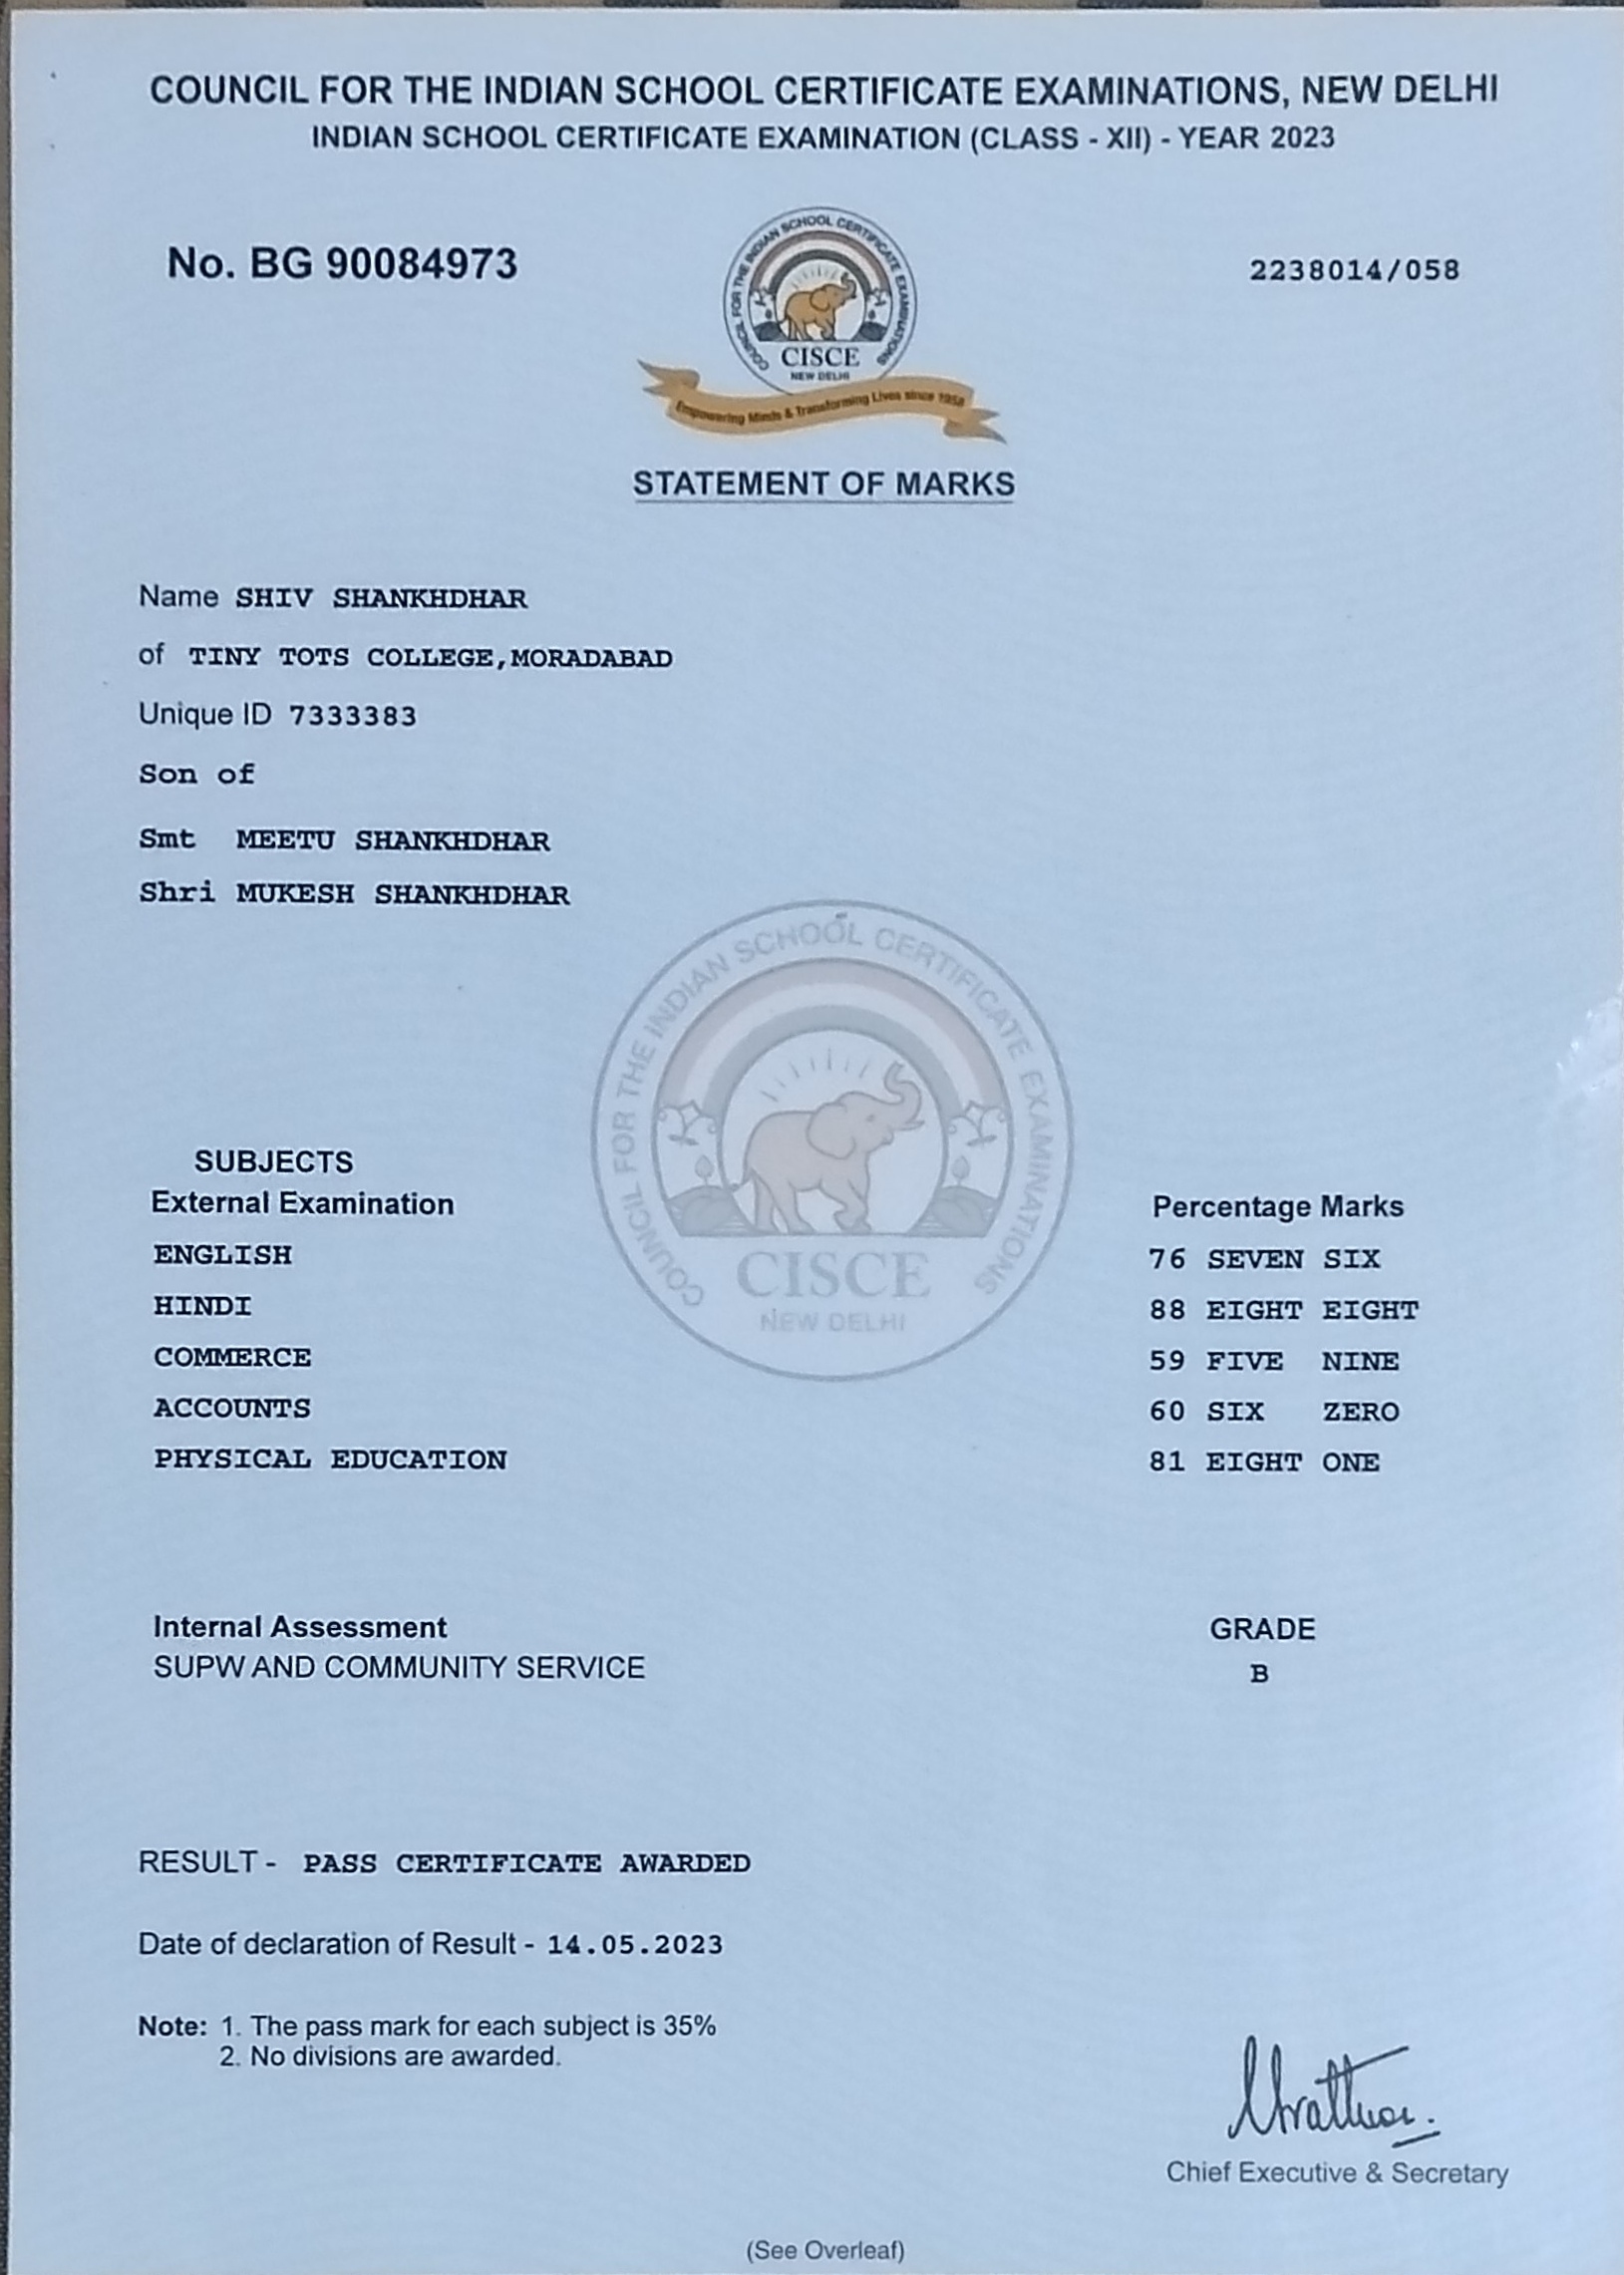 COUNCIL FOR THE INDIAN SCHOOL CERTIFICATE EXAMINATIONS, NEW DELHI
INDIAN SCHOOL CERTIFICATE EXAMINATION (CLASS - XII) - YEAR 2023
No. BG 90084973
2238014/058
COUNCIL FOR THE INDIAN SCHOOL CERTIFICATE EXAMINATIONS
CISCE
NEW DELHI
Empowering Minds & Transforming Lives since 1958
STATEMENT OF MARKS
Name SHIV SHANKHDHAR
of TINY TOTS COLLEGE,MORADABAD
Unique ID 7333383
Son of
Smt MEETU SHANKHDHAR
Shri MUKESH SHANKHDHAR
COUNCIL FOR THE INDIAN SCHOOL CERTIFICATE EXAMINATIONS
CISCE
NEW DELHI
SUBJECTS
External Examination Percentage Marks
ENGLISH 76 SEVEN SIX
HINDI 88 EIGHT EIGHT
COMMERCE 59 FIVE NINE
ACCOUNTS 60 SIX ZERO
PHYSICAL EDUCATION 81 EIGHT ONE
Internal Assessment GRADE
SUPW AND COMMUNITY SERVICE B
RESULT - PASS CERTIFICATE AWARDED
Date of declaration of Result - 14.05.2023
Note: 1. The pass mark for each subject is 35%
2. No divisions are awarded.
Chief Executive & Secretary
(See Overleaf)